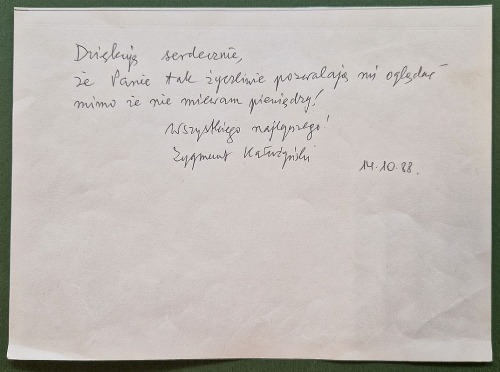 Dziękuję serdecznie,
że Panie tak życzliwie pozwalają mi oglądać
mimo że nie miewam pieniędzy!
Wszystkiego najlepszego!
Zygmunt Kałużyński
14.10.88.